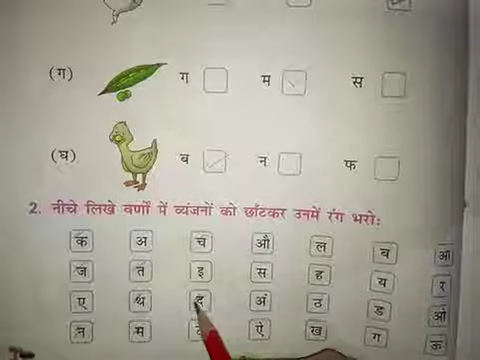 (ग) ग म स
(घ) ब न फ
2. नीचे लिखे वर्णों में व्यंजनों को छाँटकर उनमें रंग भरो:
क अ च औ ल व आ
ज त इ स ह य र
ए थ द अं ठ ड ओ
न म ऐ ख ग ऊ